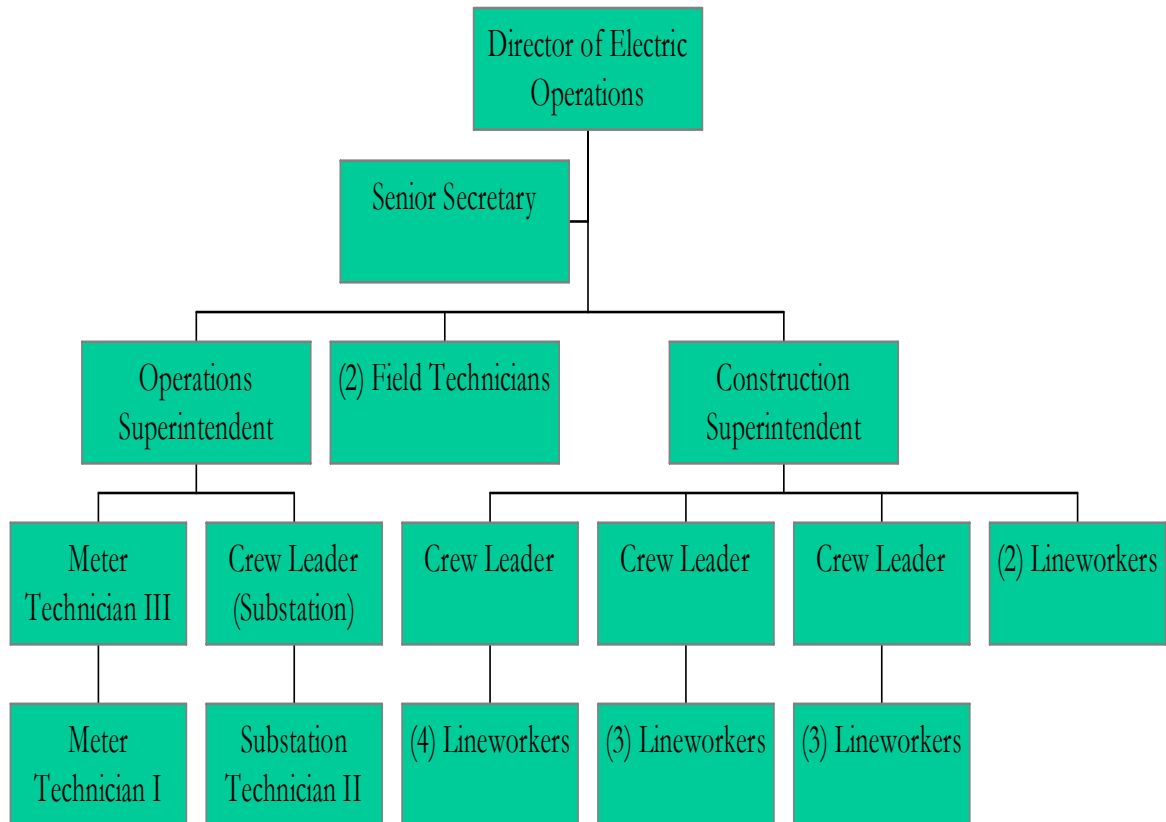 Director of Electric
Operations
Senior Secretary
Operations
Superintendent
(2) Field Technicians
Construction
Superintendent
Meter
Technician III
Crew Leader
(Substation)
Crew Leader
Crew Leader
Crew Leader
(2) Lineworkers
Meter
Technician I
Substation
Technician II
(4) Lineworkers
(3) Lineworkers
(3) Lineworkers